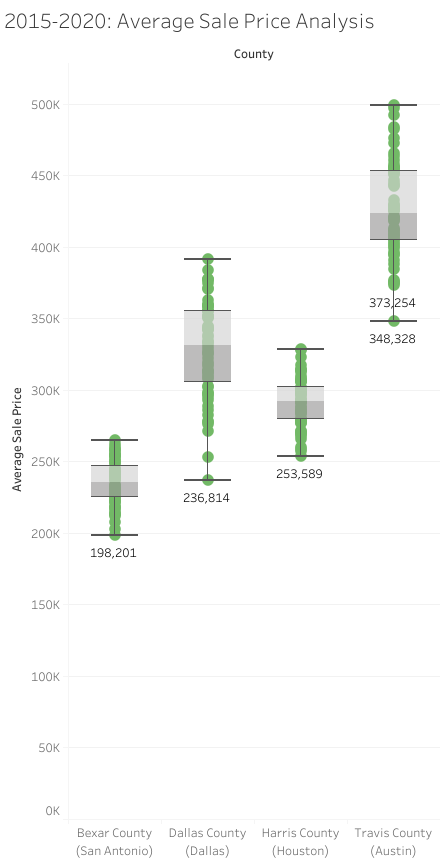 2015-2020: Average Sale Price Analysis
County
500K
450K
400K
373,254
350K
348,328
300K
Average Sale Price
250K
253,589
236,814
200K
198,201
150K
100K
50K
0K
Bexar County
(San Antonio)
Dallas County
(Dallas)
Harris County
(Houston)
Travis County
(Austin)